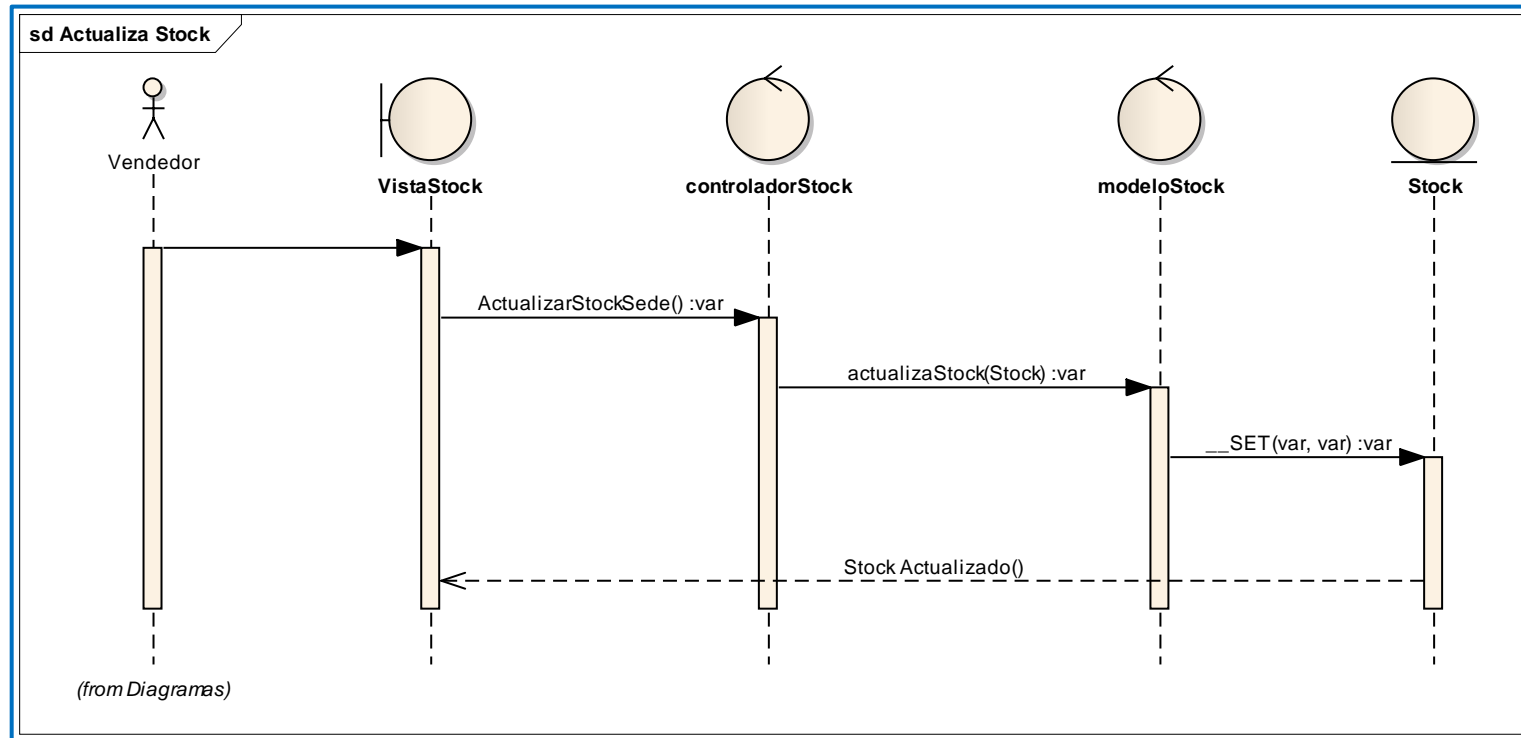 sd Actualiza Stock
Vendedor
VistaStock
controladorStock
modeloStock
Stock
ActualizarStockSede() :var
actualizaStock(Stock) :var
__SET(var, var) :var
Stock Actualizado()
(from Diagramas)